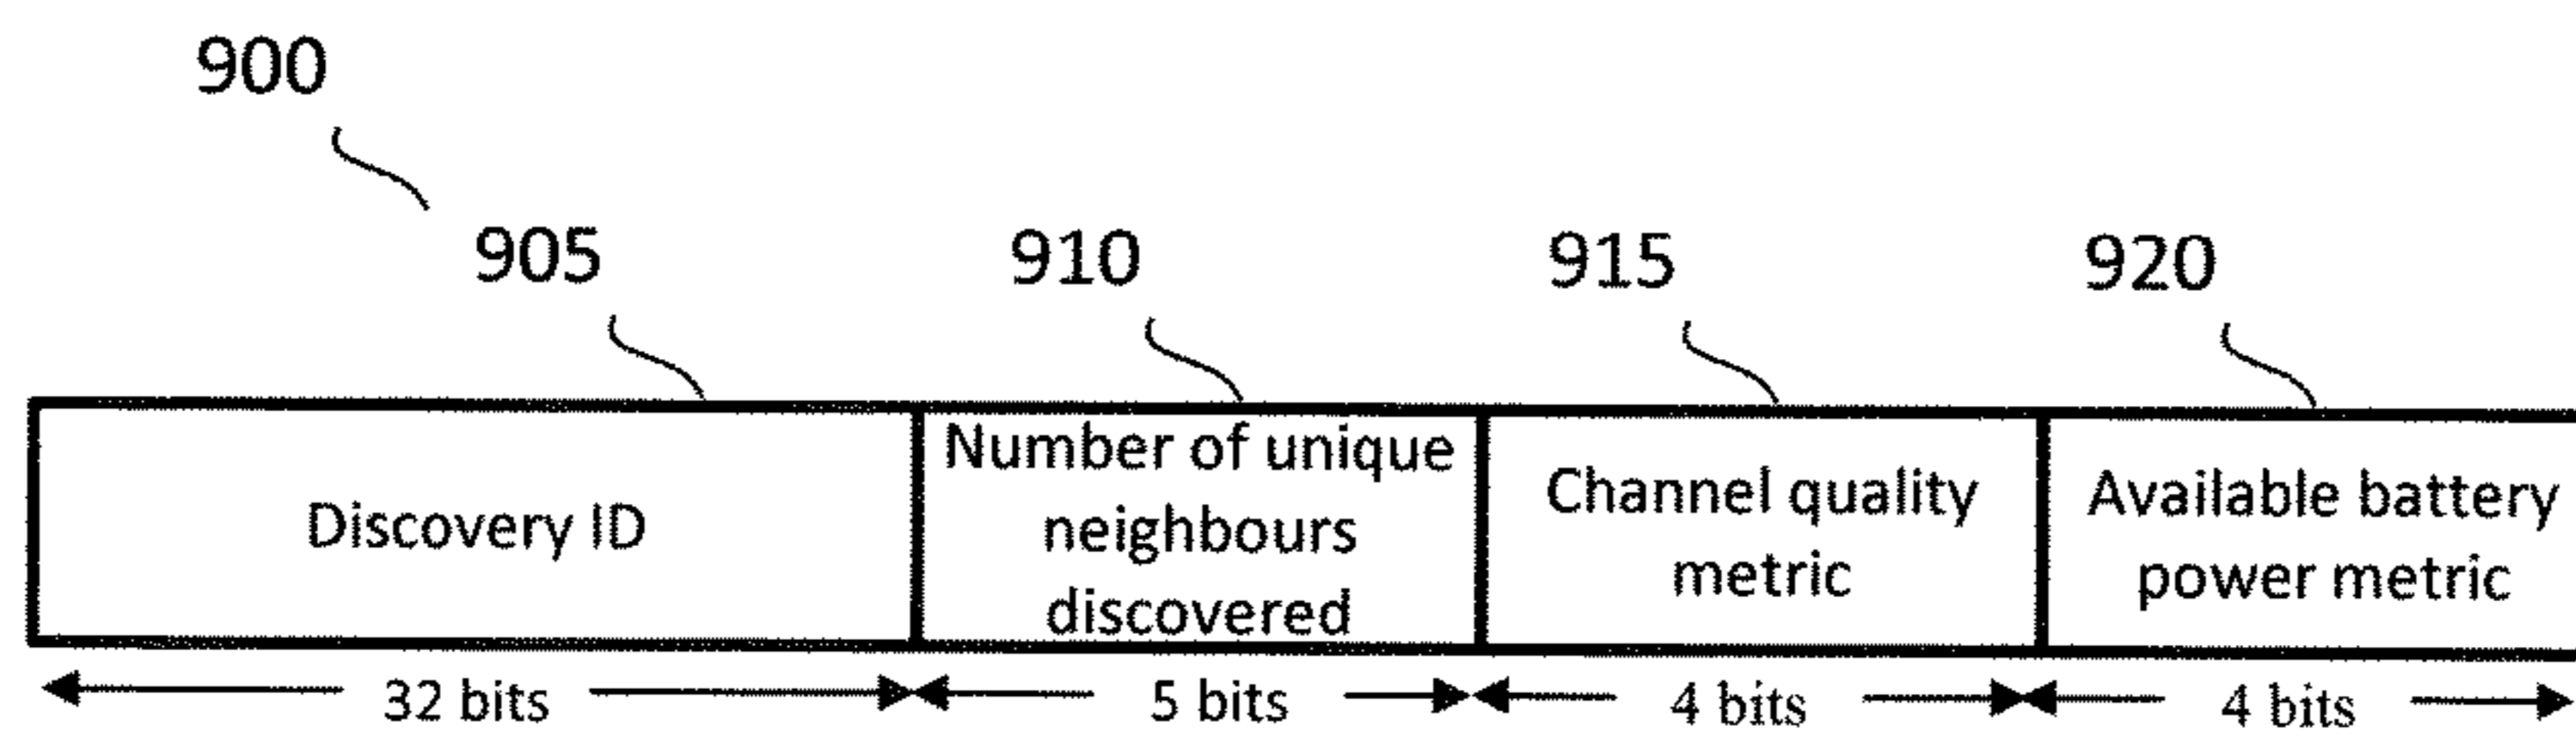 900
905
910
915
920
Discovery ID
Number of unique
neighbours
discovered
Channel quality
metric
Available battery
power metric
32 bits
5 bits
4 bits
4 bits